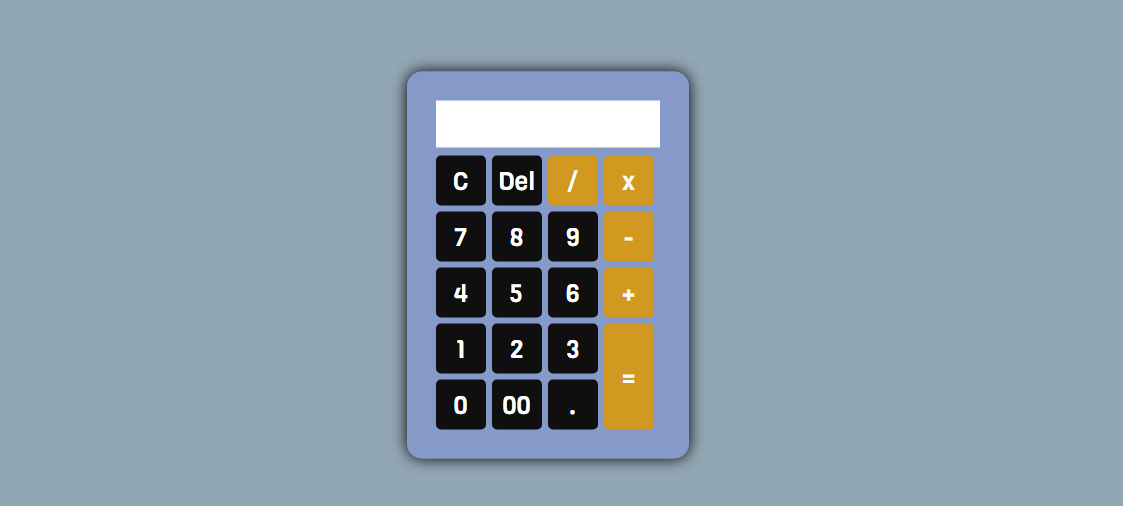 C Del / x
7 8 9 -
4 5 6 +
1 2 3
=
0 00 .